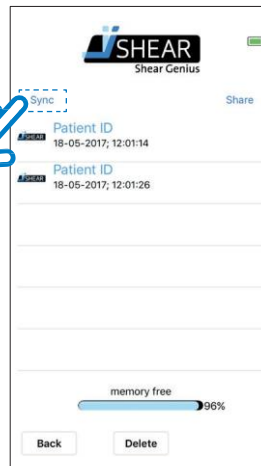 iSHEAR
Shear Genius
Sync
Share
Patient ID
18-05-2017; 12:01:14
Patient ID
18-05-2017; 12:01:26
memory free
96%
Back
Delete